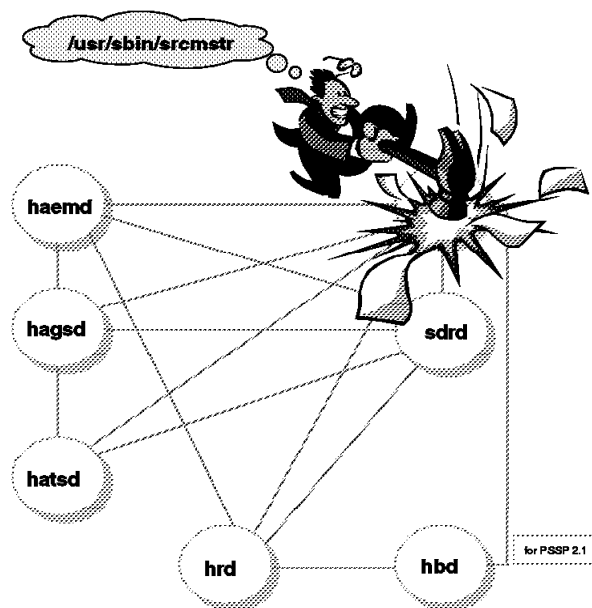 /usr/sbin/srcmstr
haemd
hagsd
sdrd
hatsd
for PSSP 2.1
hrd
hbd